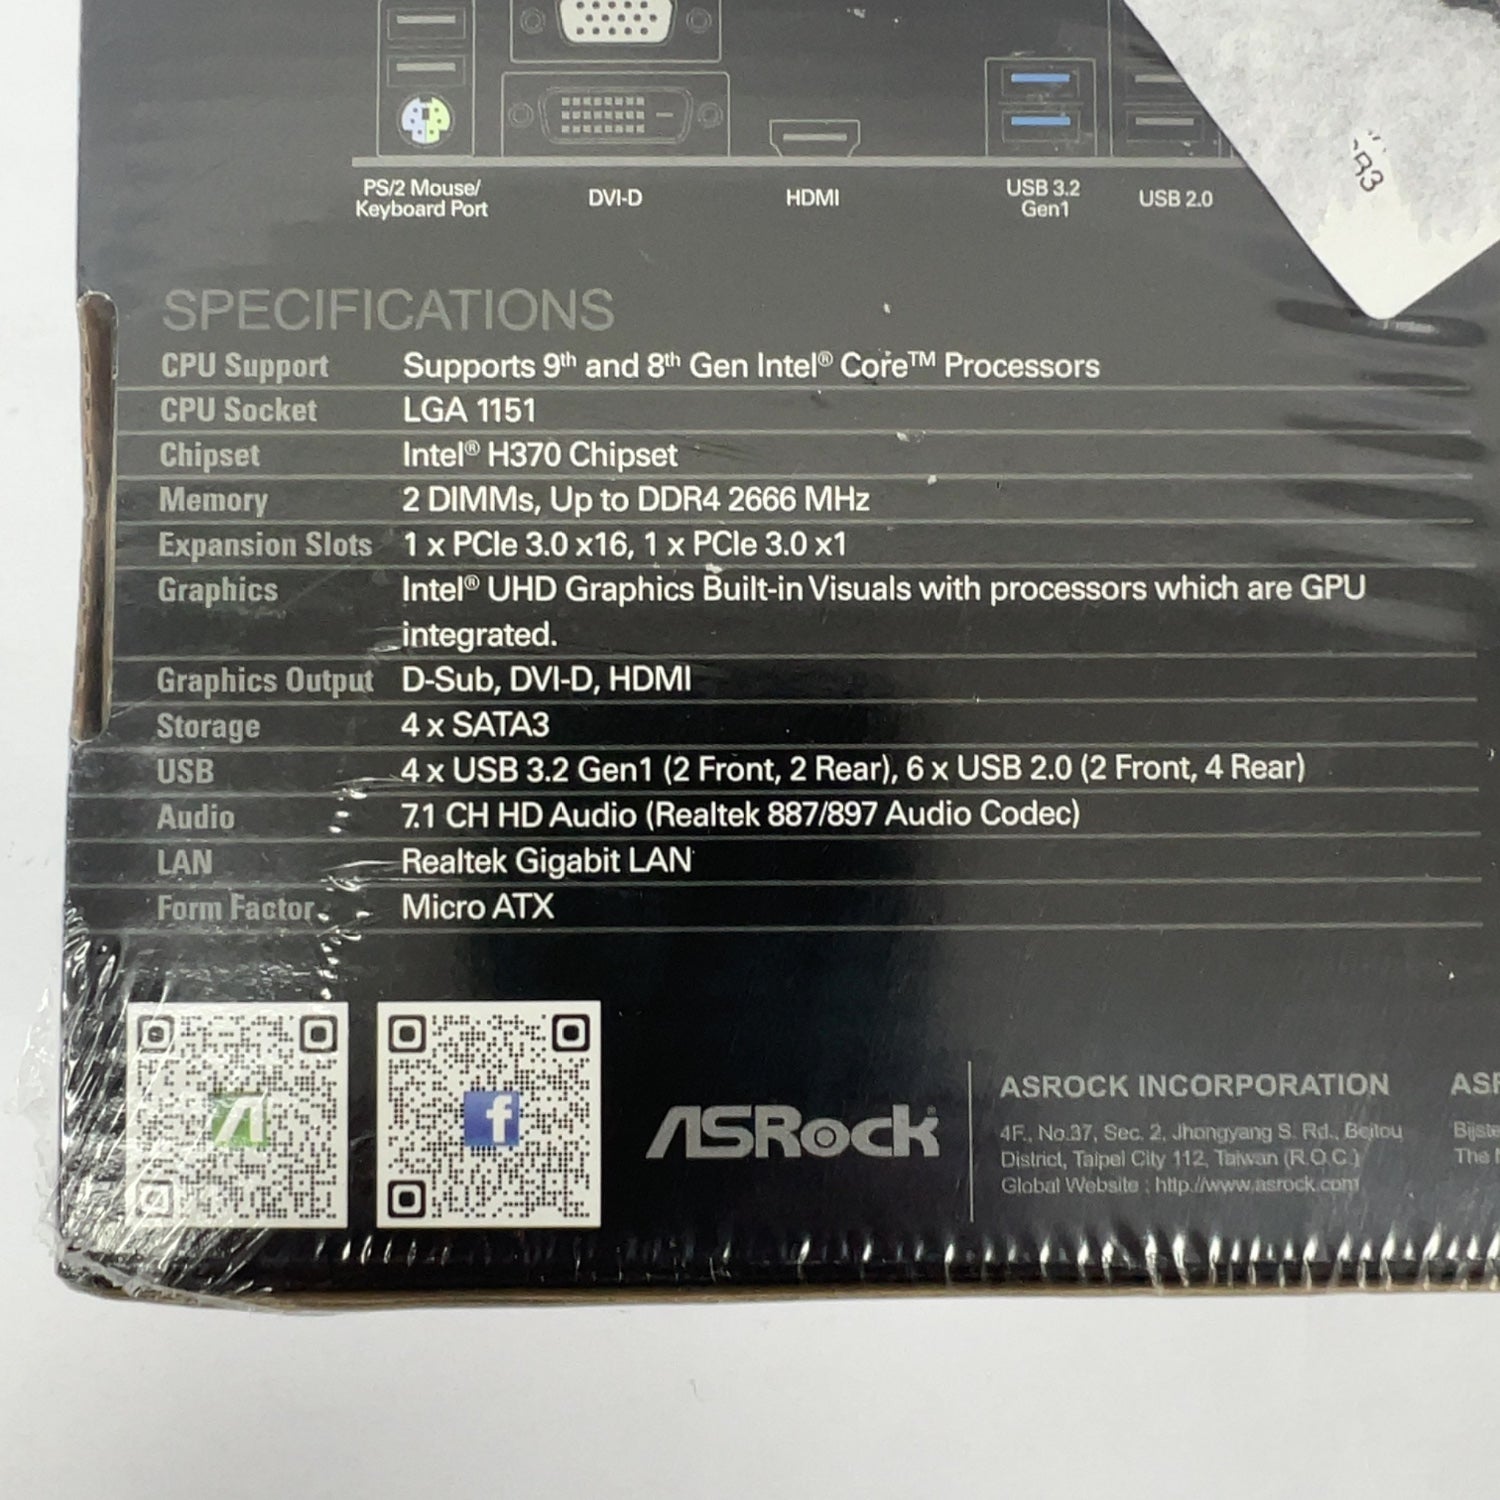 PS/2 Mouse/
Keyboard Port
DVI-D
HDMI
USB 3.2
Gen1
USB 2.0
R3
SPECIFICATIONS
CPU Support Supports 9th and 8th Gen Intel® Core™ Processors
CPU Socket LGA 1151
Chipset Intel® H370 Chipset
Memory 2 DIMMs, Up to DDR4 2666 MHz
Expansion Slots 1 x PCIe 3.0 x16, 1 x PCIe 3.0 x1
Graphics Intel® UHD Graphics Built-in Visuals with processors which are GPU
integrated.
Graphics Output D-Sub, DVI-D, HDMI
Storage 4 x SATA3
USB 4 x USB 3.2 Gen1 (2 Front, 2 Rear), 6 x USB 2.0 (2 Front, 4 Rear)
Audio 7.1 CH HD Audio (Realtek 887/897 Audio Codec)
LAN Realtek Gigabit LAN
Form Factor Micro ATX
f
ASRock
ASROCK INCORPORATION
4F., No.37, Sec. 2, Jhongyang S. Rd., Beitou
District, Taipei City 112, Taiwan (R.O.C.)
Global Website : http://www.asrock.com
The